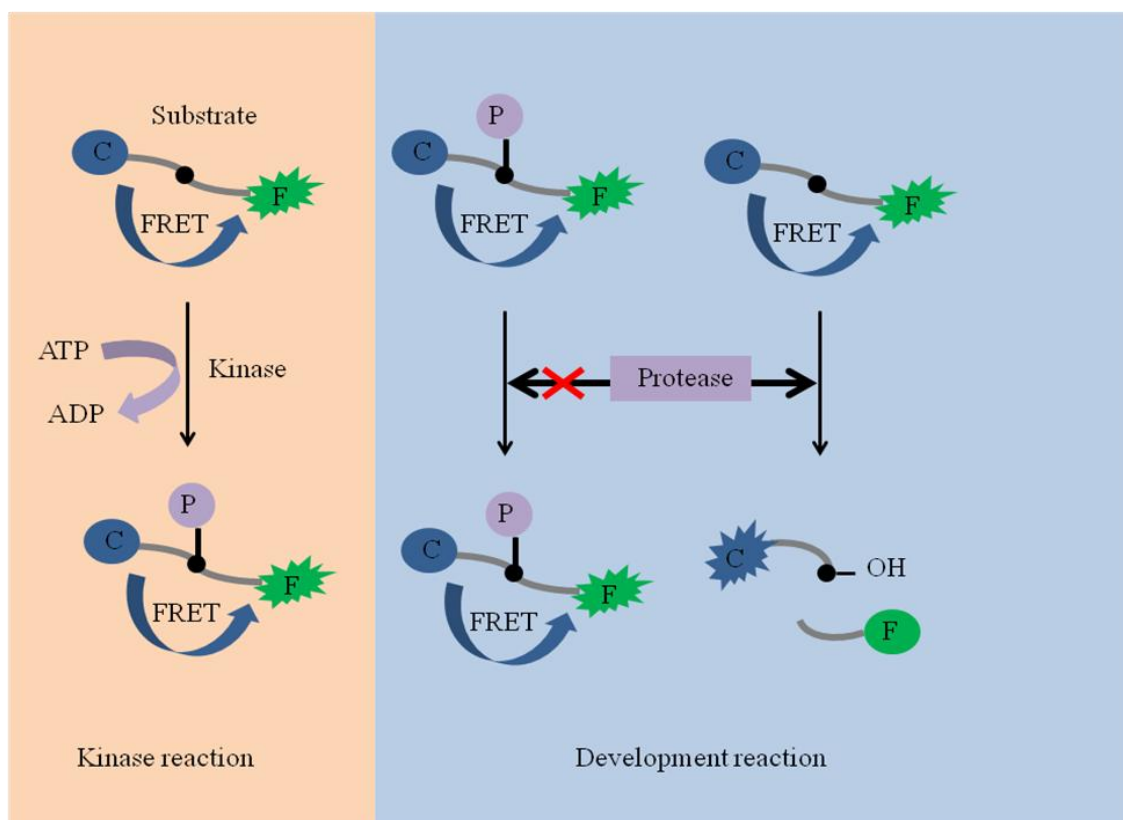 Substrate
C
F
FRET
ATP
Kinase
ADP
P
C
F
FRET
Kinase reaction
P
C
F
FRET
C
F
FRET
Protease
P
C
F
FRET
C
OH
F
Development reaction